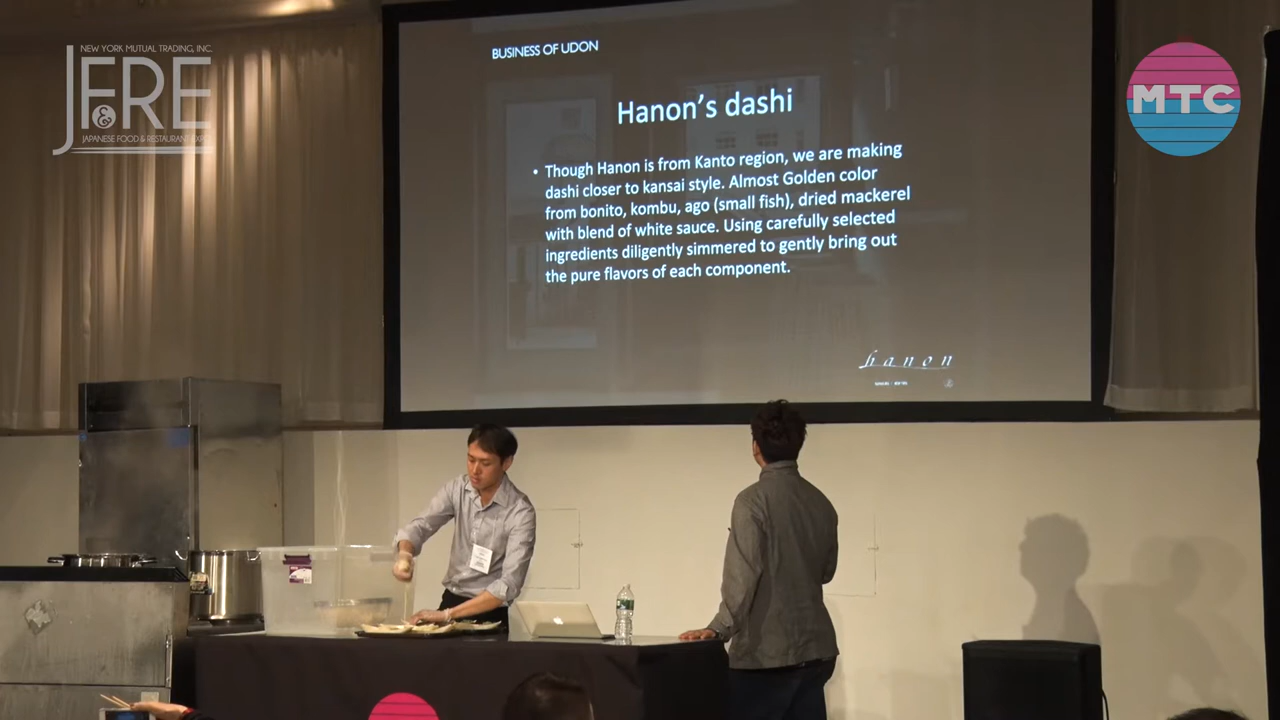 NEW YORK MUTUAL TRADING, INC.
JFRE
&
JAPANESE FOOD & RESTAURANT EXPO
MTC
BUSINESS OF UDON
Hanon's dashi
• Though Hanon is from Kanto region, we are making
dashi closer to kansai style. Almost Golden color
from bonito, kombu, ago (small fish), dried mackerel
with blend of white sauce. Using carefully selected
ingredients diligently simmered to gently bring out
the pure flavors of each component.
hanon